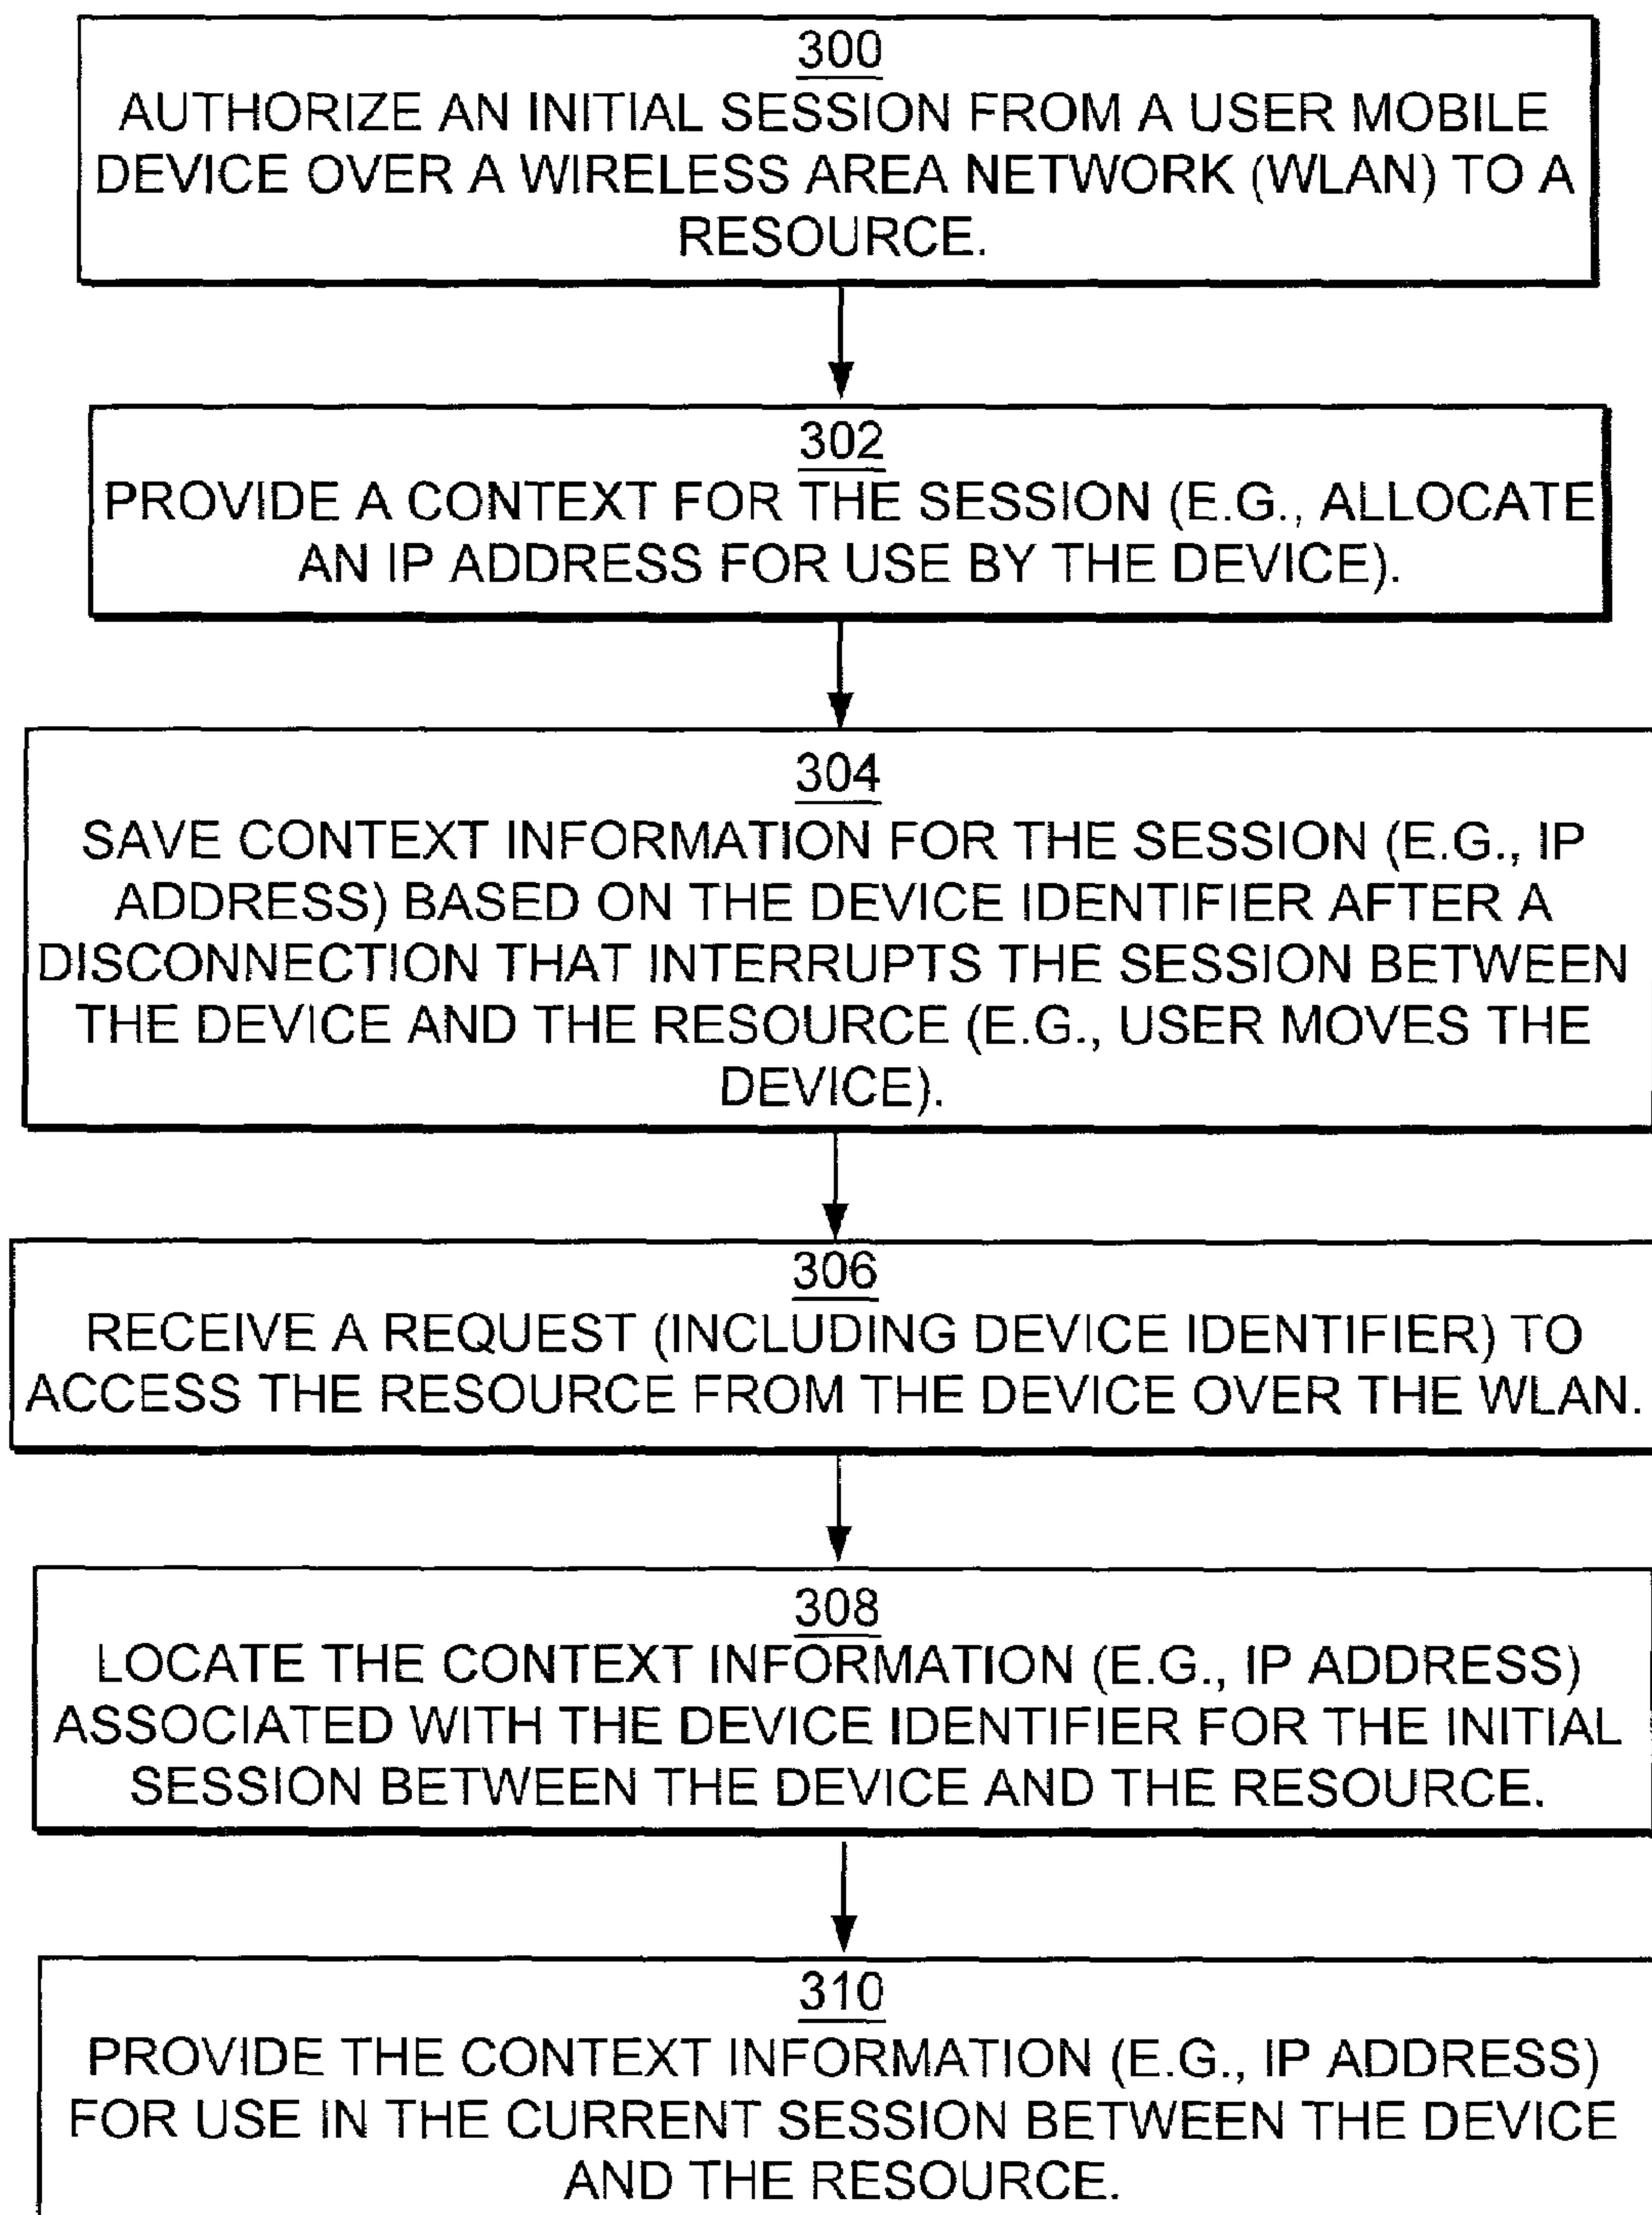 300
AUTHORIZE AN INITIAL SESSION FROM A USER MOBILE
DEVICE OVER A WIRELESS AREA NETWORK (WLAN) TO A
RESOURCE.
302
PROVIDE A CONTEXT FOR THE SESSION (E.G., ALLOCATE
AN IP ADDRESS FOR USE BY THE DEVICE).
304
SAVE CONTEXT INFORMATION FOR THE SESSION (E.G., IP
ADDRESS) BASED ON THE DEVICE IDENTIFIER AFTER A
DISCONNECTION THAT INTERRUPTS THE SESSION BETWEEN
THE DEVICE AND THE RESOURCE (E.G., USER MOVES THE
DEVICE).
306
RECEIVE A REQUEST (INCLUDING DEVICE IDENTIFIER) TO
ACCESS THE RESOURCE FROM THE DEVICE OVER THE WLAN.
308
LOCATE THE CONTEXT INFORMATION (E.G., IP ADDRESS)
ASSOCIATED WITH THE DEVICE IDENTIFIER FOR THE INITIAL
SESSION BETWEEN THE DEVICE AND THE RESOURCE.
310
PROVIDE THE CONTEXT INFORMATION (E.G., IP ADDRESS)
FOR USE IN THE CURRENT SESSION BETWEEN THE DEVICE
AND THE RESOURCE.